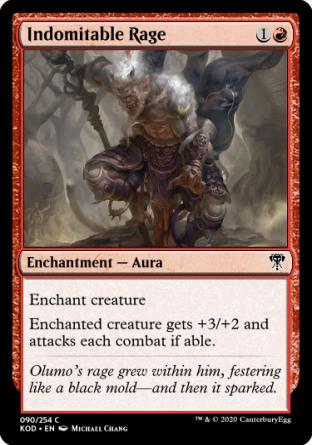 Indomitable Rage 1
Enchantment — Aura
Enchant creature
Enchanted creature gets +3/+2 and
attacks each combat if able.
Olumo's rage grew within him, festering
like a black mold—and then it sparked.
090/254 C
KOD • EN Michael Chang
™ & © 2020 CanterburyEgg